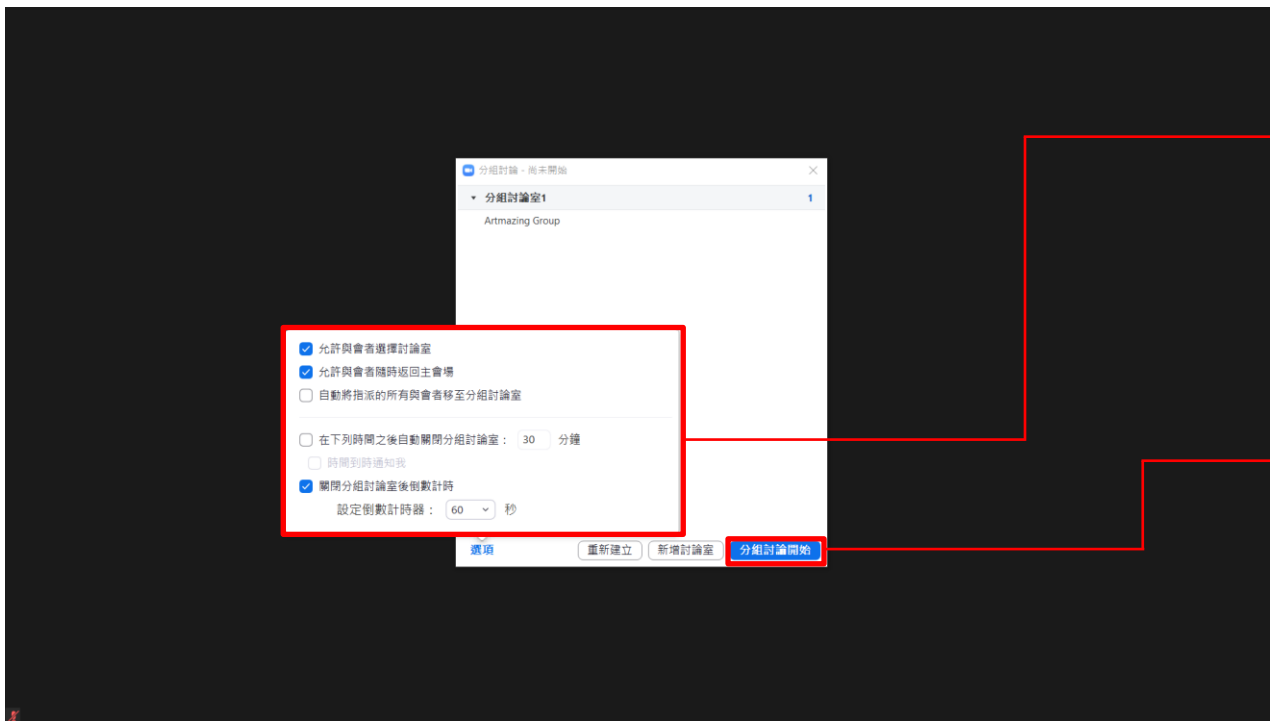 分組討論 - 尚未開始
分組討論室1 1
Artmazing Group
允許與會者選擇討論室
允許與會者隨時返回主會場
自動將指派的所有與會者移至分組討論室
在下列時間之後自動關閉分組討論室： 30 分鐘
時間到時通知我
關閉分組討論室後倒數計時
設定倒數計時器： 60 秒
選項 重新建立 新增討論室 分組討論開始